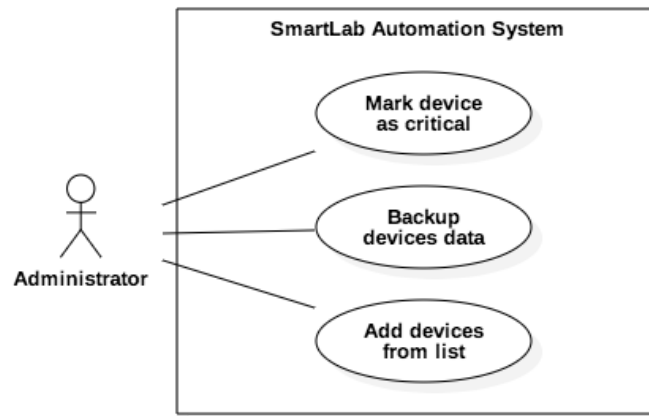 SmartLab Automation System
Mark device
as critical
Backup
devices data
Administrator
Add devices
from list